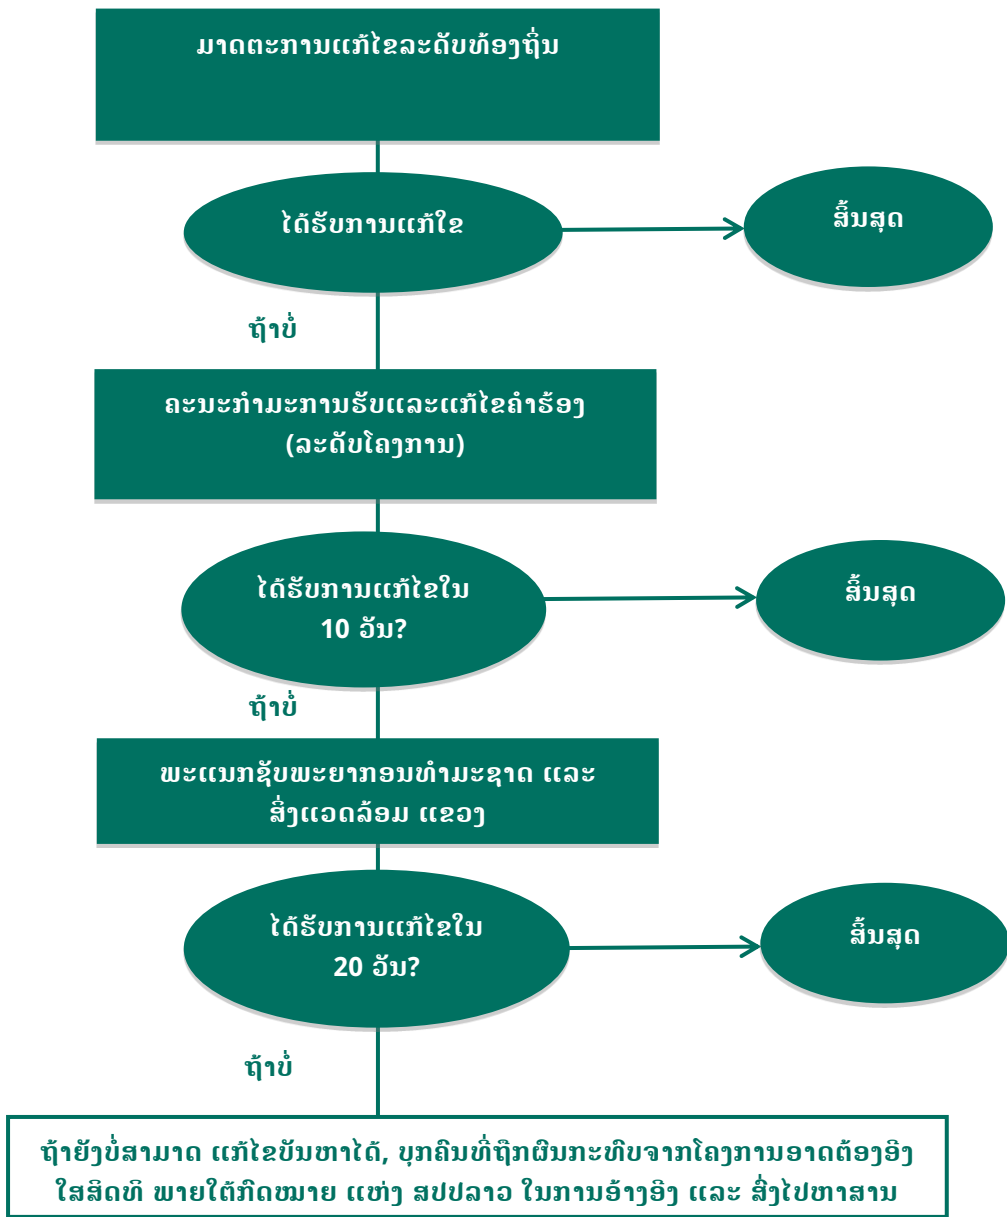 ມາດຕະການແກ້ໄຂລະດັບທ້ອງຖິ່ນ
ໄດ້ຮັບການແກ້ໃຂ
ສິ້ນສຸດ
ຖ້າບໍ່
ຄະນະກຳມະການຮັບແລະແກ້ໄຂຄຳຮ້ອງ
(ລະດັບໂຄງການ)
ໄດ້ຮັບການແກ້ໄຂໃນ
10 ວັນ?
ສິ້ນສຸດ
ຖ້າບໍ່
ພະແນກຊັບພະຍາກອນທຳມະຊາດ ແລະ
ສິ່ງແວດລ້ອມ ແຂວງ
ໄດ້ຮັບການແກ້ໄຂໃນ
20 ວັນ?
ສິ້ນສຸດ
ຖ້າບໍ່
ຖ້າຍັງບໍ່ສາມາດ ແກ້ໄຂບັນຫາໄດ້, ບຸກຄົນທີ່ຖືກຜົນກະທົບຈາກໂຄງການອາດຕ້ອງອີງ
ໃສສິດທິ ພາຍໃຕ້ກົດໝາຍ ແຫ່ງ ສປປລາວ ໃນການອ້າງອີງ ແລະ ສົ່ງໄປຫາສານ